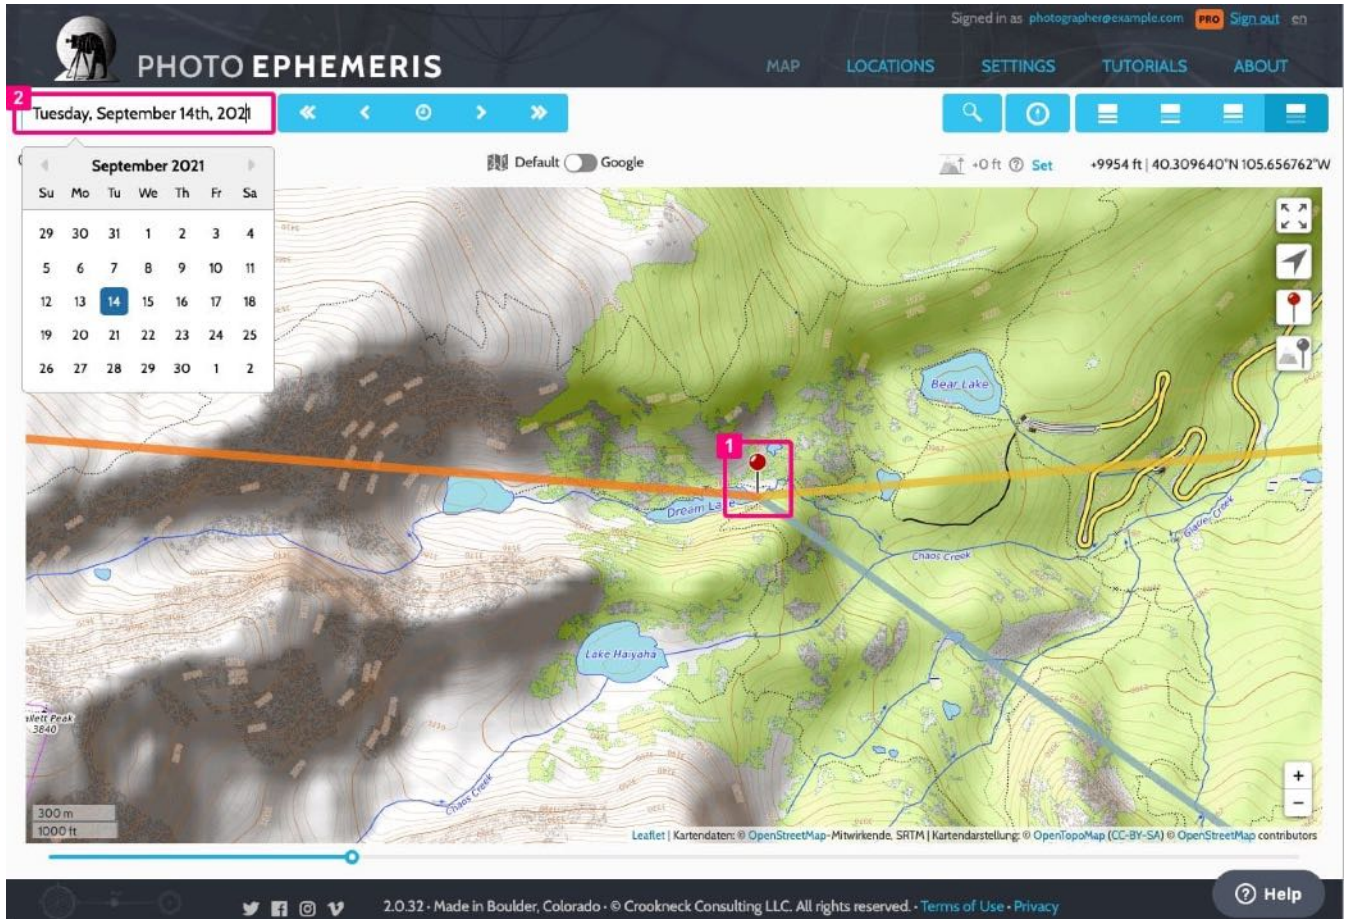 Signed in as photographer@example.com PRO Sign out en
PHOTO EPHEMERIS
MAP LOCATIONS SETTINGS TUTORIALS ABOUT
2
Tuesday, September 14th, 2021
September 2021
Su Mo Tu We Th Fr Sa
29 30 31 1 2 3 4
5 6 7 8 9 10 11
12 13 14 15 16 17 18
19 20 21 22 23 24 25
26 27 28 29 30 1 2
Default Google
+0 ft ? Set
+9954 ft | 40.309640°N 105.656762°W
Bear Lake
1
Dream Lake
Glacier Creek
Chaos Creek
Lake Haiyaha
Chaos Creek
Peak
3840
300 m
1000 ft
+
−
Leaflet | Kartendaten: © OpenStreetMap-Mitwirkende, SRTM | Kartendarstellung: © OpenTopoMap (CC-BY-SA) © OpenStreetMap contributors
2.0.32 · Made in Boulder, Colorado · © Crookneck Consulting LLC. All rights reserved. · Terms of Use · Privacy
? Help